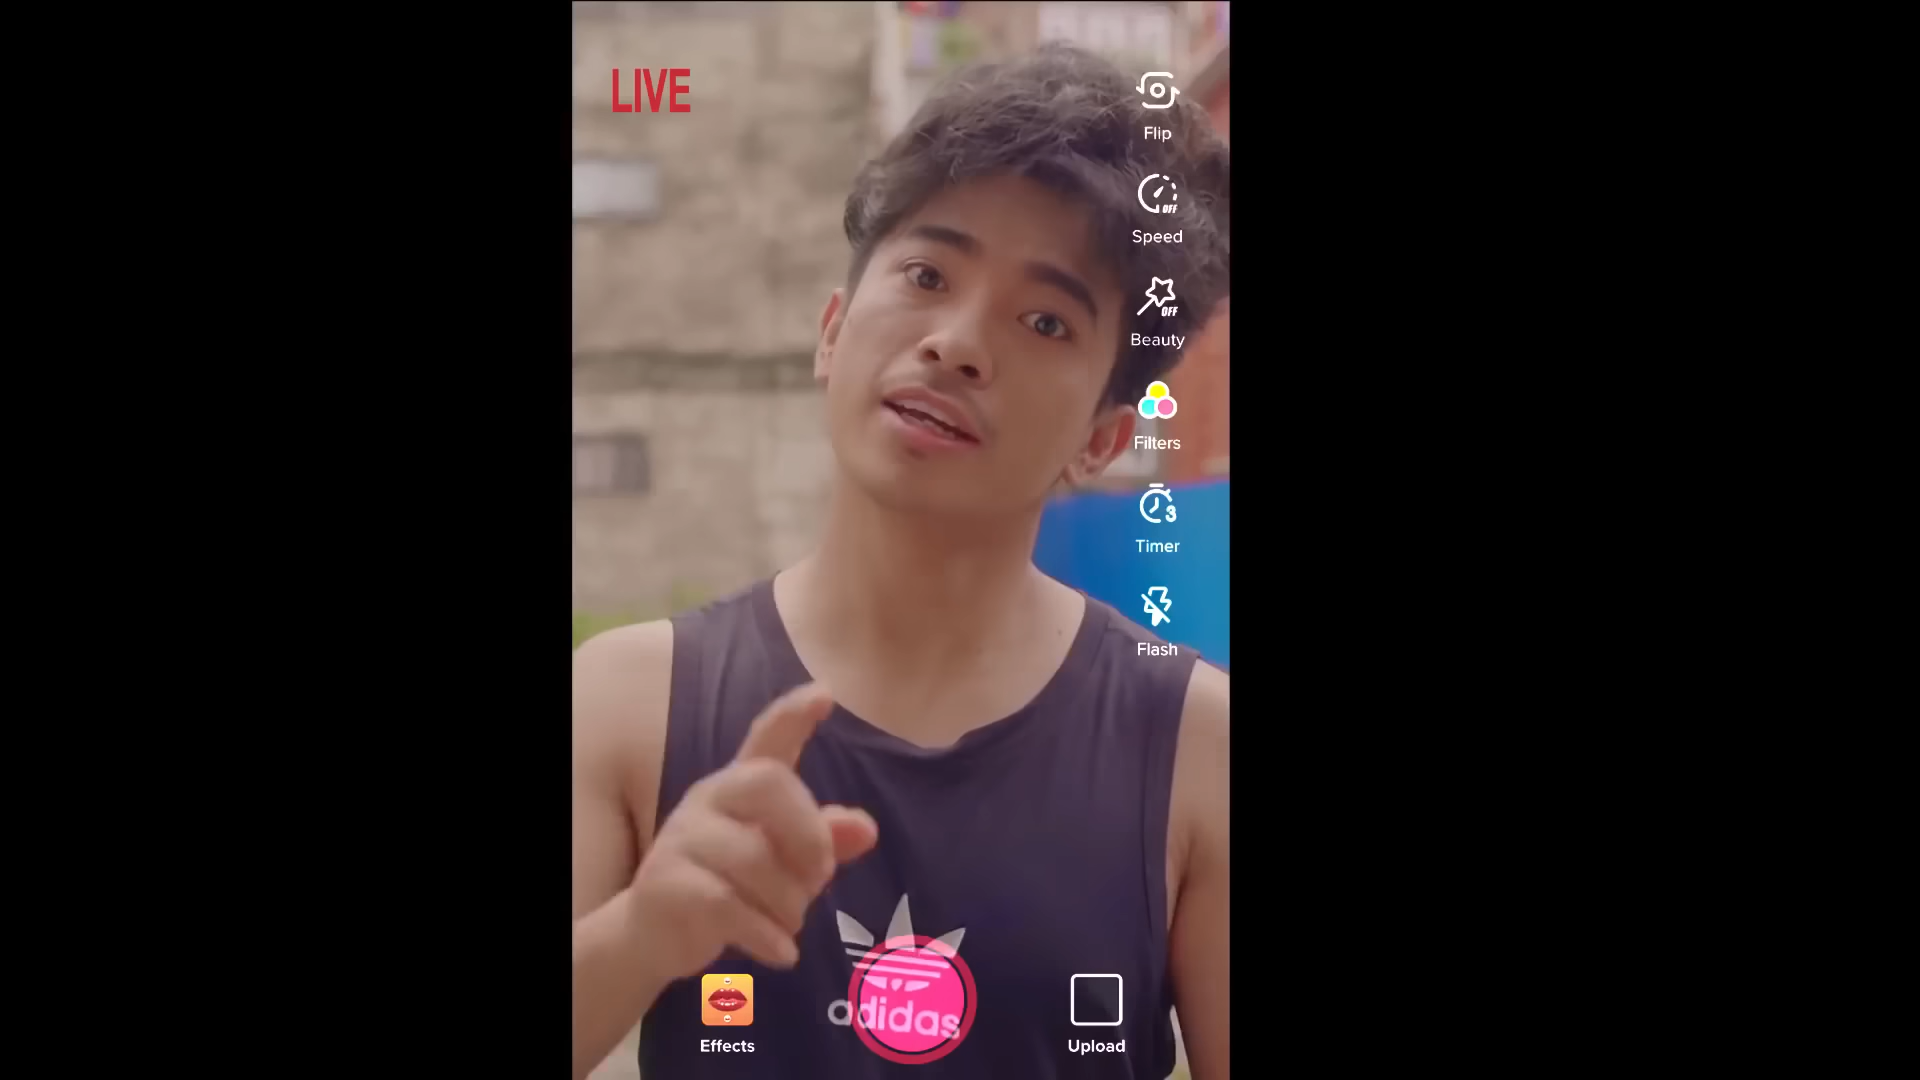 LIVE
Flip
OFF
Speed
OFF
Beauty
Filters
3
Timer
Flash
adidas
Effects
Upload